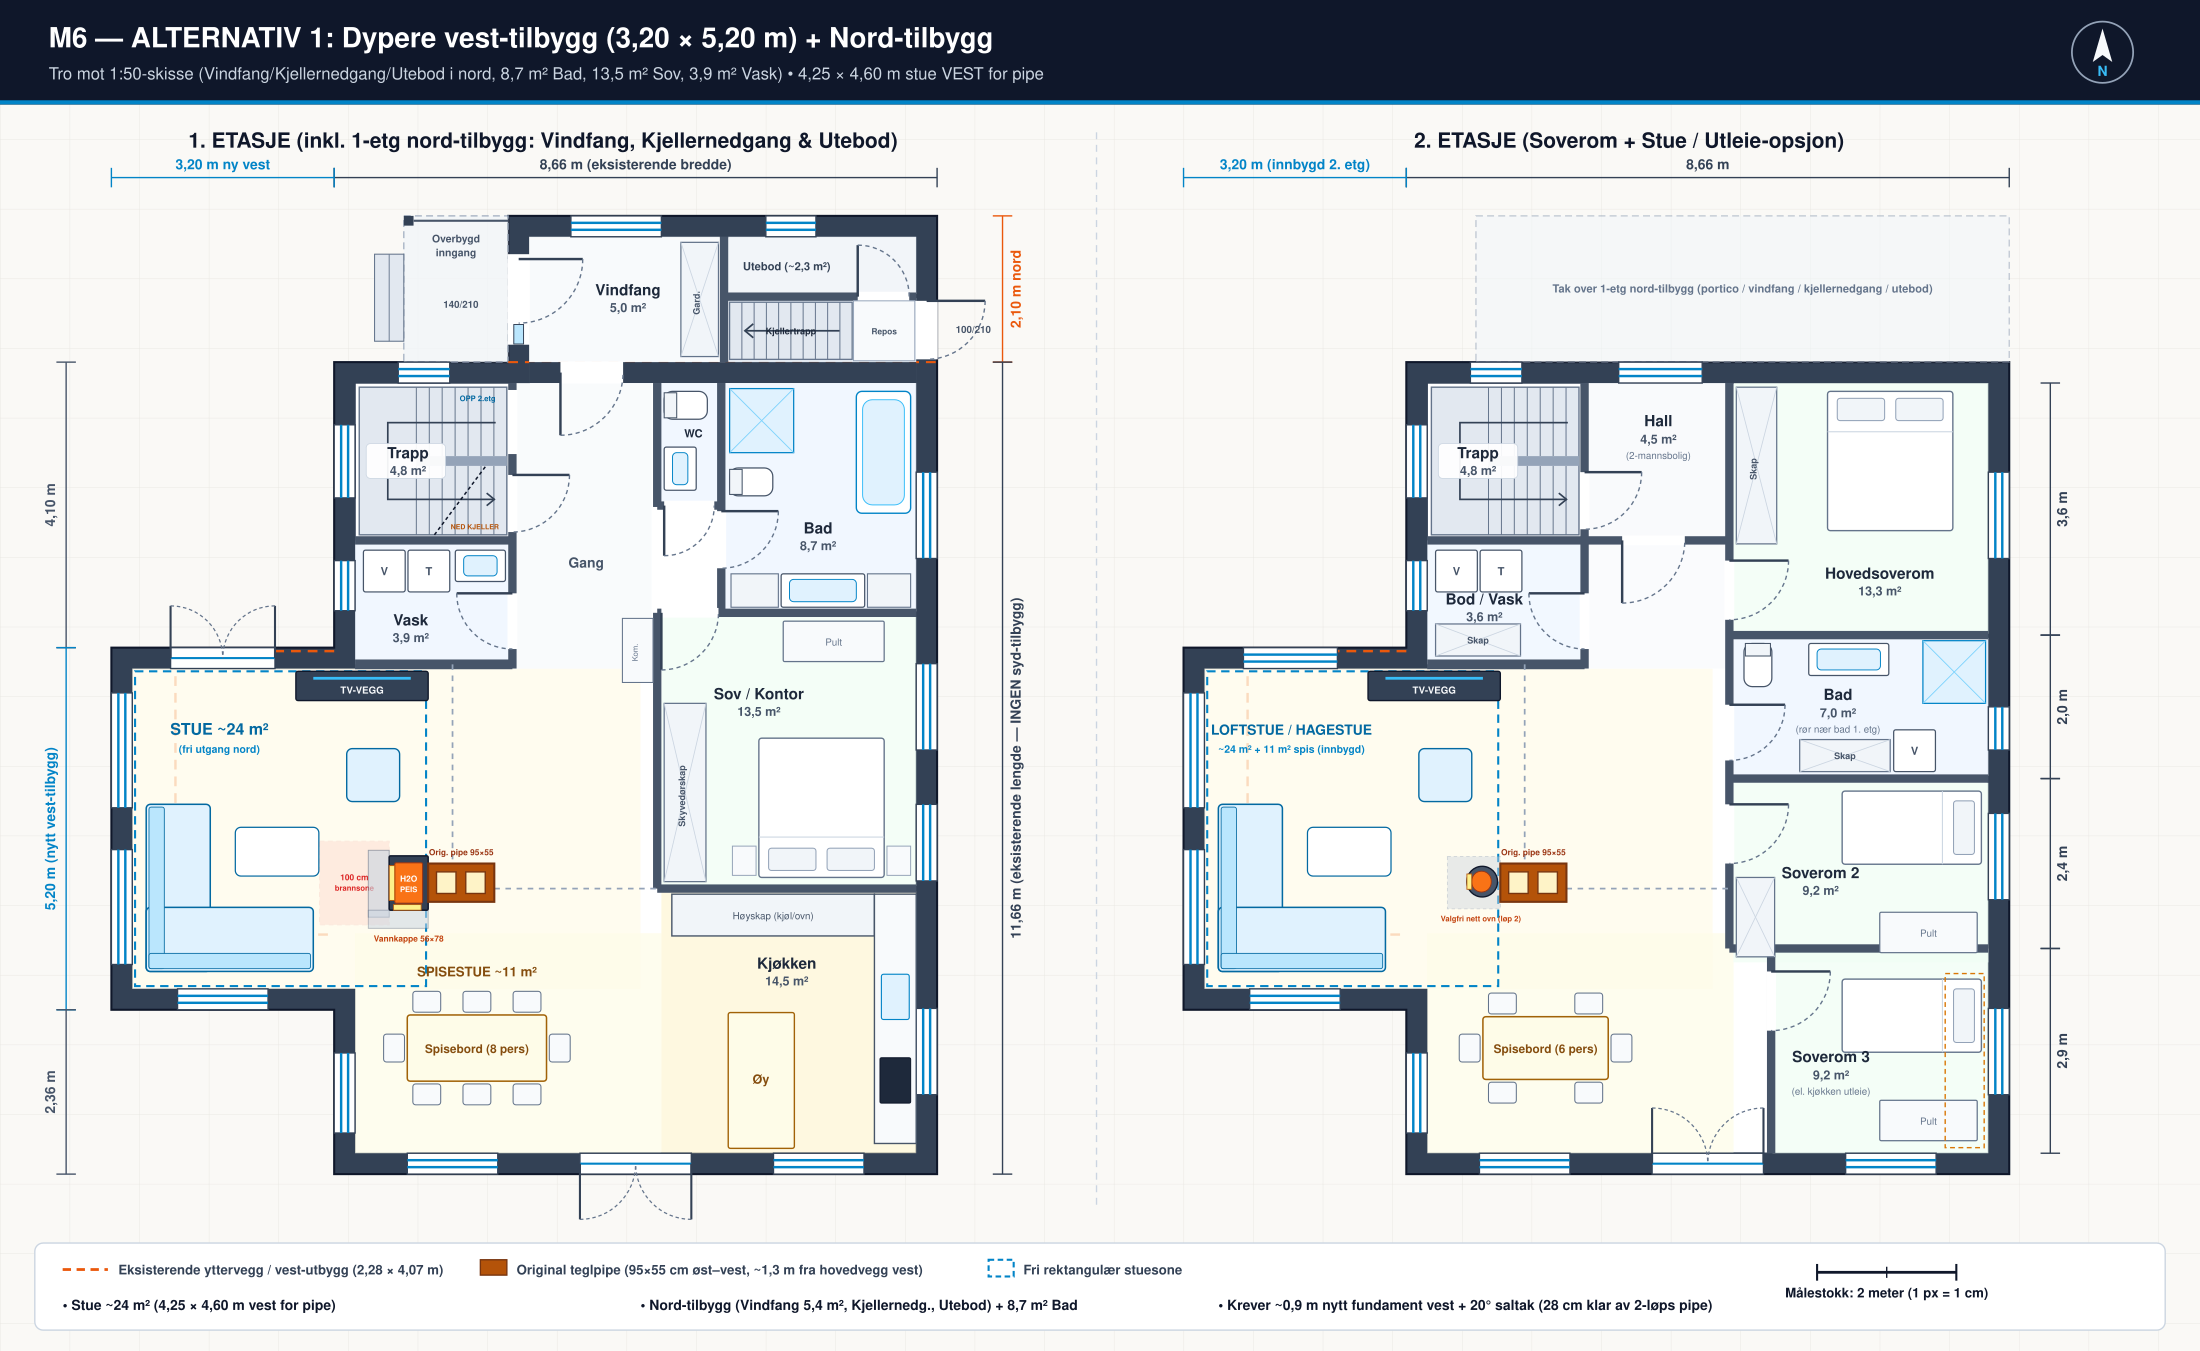 M6 — ALTERNATIV 1: Dypere vest-tilbygg (3,20 × 5,20 m) + Nord-tilbygg
Tro mot 1:50-skisse (Vindfang/Kjellernedgang/Utebod i nord, 8,7 m² Bad, 13,5 m² Sov, 3,9 m² Vask) • 4,25 × 4,60 m stue VEST for pipe
N
1. ETASJE (inkl. 1-etg nord-tilbygg: Vindfang, Kjellernedgang & Utebod)
3,20 m ny vest
8,66 m (eksisterende bredde)
Overbygd
inngang
140/210
Vindfang
5,0 m²
Gard.
Utebod (~2,3 m²)
Kjellertrapp
Repos
100/210
2,10 m nord
OPP 2.etg
Trapp
4,8 m²
NED KJELLER
WC
Bad
8,7 m²
Gang
V
T
Vask
3,9 m²
Kom.
Pult
4,10 m
5,20 m (nytt vest-tilbygg)
2,36 m
11,66 m (eksisterende lengde — INGEN syd-tilbygg)
TV-VEGG
STUE ~24 m²
(fri utgang nord)
Sov / Kontor
13,5 m²
Skyvedørskap
Orig. pipe 95×55
100 cm
brannsone
H2O
PEIS
Vannkappe 56×78
SPISESTUE ~11 m²
Høyskap (kjøl/ovn)
Kjøkken
14,5 m²
Spisebord (8 pers)
Øy
2. ETASJE (Soverom + Stue / Utleie-opsjon)
3,20 m (innbygd 2. etg)
8,66 m
Tak over 1-etg nord-tilbygg (portico / vindfang / kjellernedgang / utebod)
Trapp
4,8 m²
Hall
4,5 m²
(2-mannsbolig)
Skap
Hovedsoverom
13,3 m²
V
T
Bod / Vask
3,6 m²
Skap
TV-VEGG
LOFTSTUE / HAGESTUE
~24 m² + 11 m² spis (innbygd)
Bad
7,0 m²
(rør nær bad 1. etg)
Skap
V
Orig. pipe 95×55
Valgfri nett ovn (løp 2)
Soverom 2
9,2 m²
Pult
Spisebord (6 pers)
Soverom 3
9,2 m²
(el. kjøkken utleie)
Pult
3,6 m
2,0 m
2,4 m
2,9 m
Eksisterende yttervegg / vest-utbygg (2,28 × 4,07 m)
Original teglpipe (95×55 cm øst–vest, ~1,3 m fra hovedvegg vest)
Fri rektangulær stuesone
• Stue ~24 m² (4,25 × 4,60 m vest for pipe)
• Nord-tilbygg (Vindfang 5,4 m², Kjellernedg., Utebod) + 8,7 m² Bad
• Krever ~0,9 m nytt fundament vest + 20° saltak (28 cm klar av 2-løps pipe)
Målestokk: 2 meter (1 px = 1 cm)